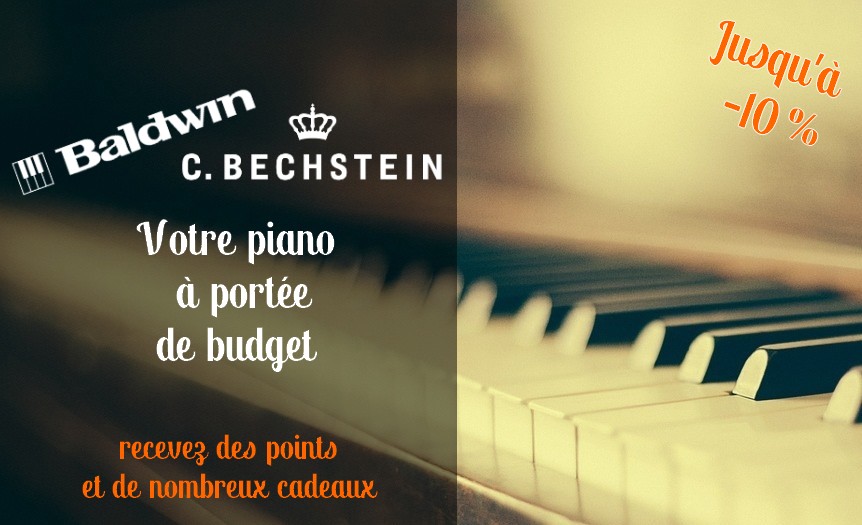 Jusqu'à
-10 %
Baldwin
C. BECHSTEIN
Votre piano
à portée
de budget
recevez des points
et de nombreux cadeaux